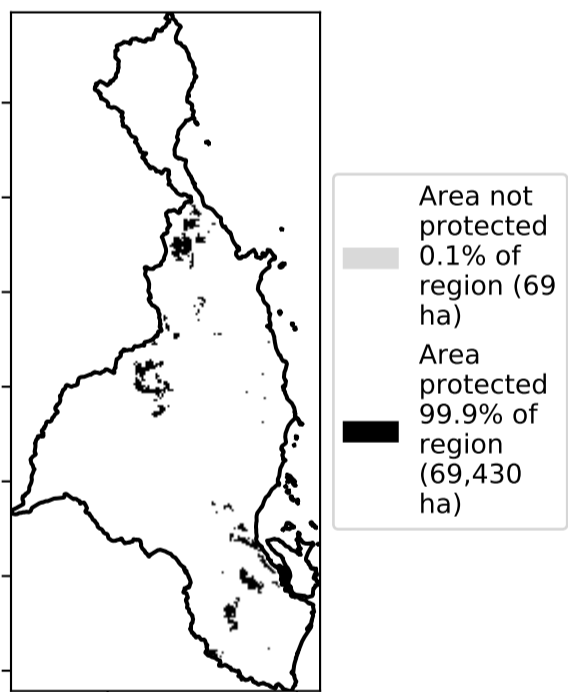 Area not
protected
0.1% of
region (69
ha)
Area
protected
99.9% of
region
(69,430
ha)